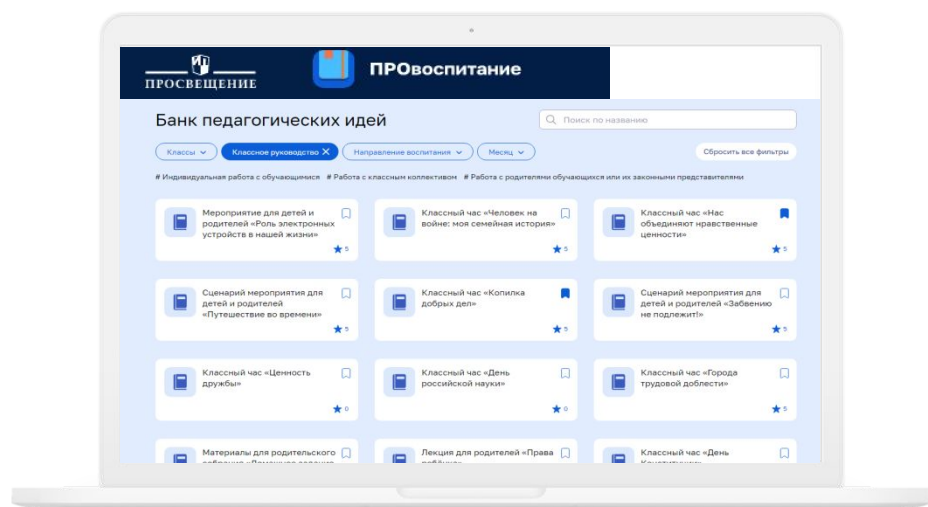 ПРОСВЕЩЕНИЕ
ПРОвоспитание
Банк педагогических идей
Поиск по названию
Классы
Классное руководство X
Направление воспитания
Месяц
Сбросить все фильтры
# Индивидуальная работа с обучающимися # Работа с классным коллективом # Работа с родителями обучающихся или их законными представителями
Мероприятие для детей и
родителей «Роль электронных
устройств в нашей жизни»
5
Классный час «Человек на
войне: моя семейная история»
5
Классный час «Нас
объединяют нравственные
ценности»
5
Сценарий мероприятия для
детей и родителей
«Путешествие во времени»
5
Классный час «Копилка
добрых дел»
5
Сценарий мероприятия для
детей и родителей «Забвению
не подлежит!»
5
Классный час «Ценность
дружбы»
0
Классный час «День
российской науки»
0
Классный час «Города
трудовой доблести»
5
Материалы для родительского
Лекция для родителей «Права
Классный час «День